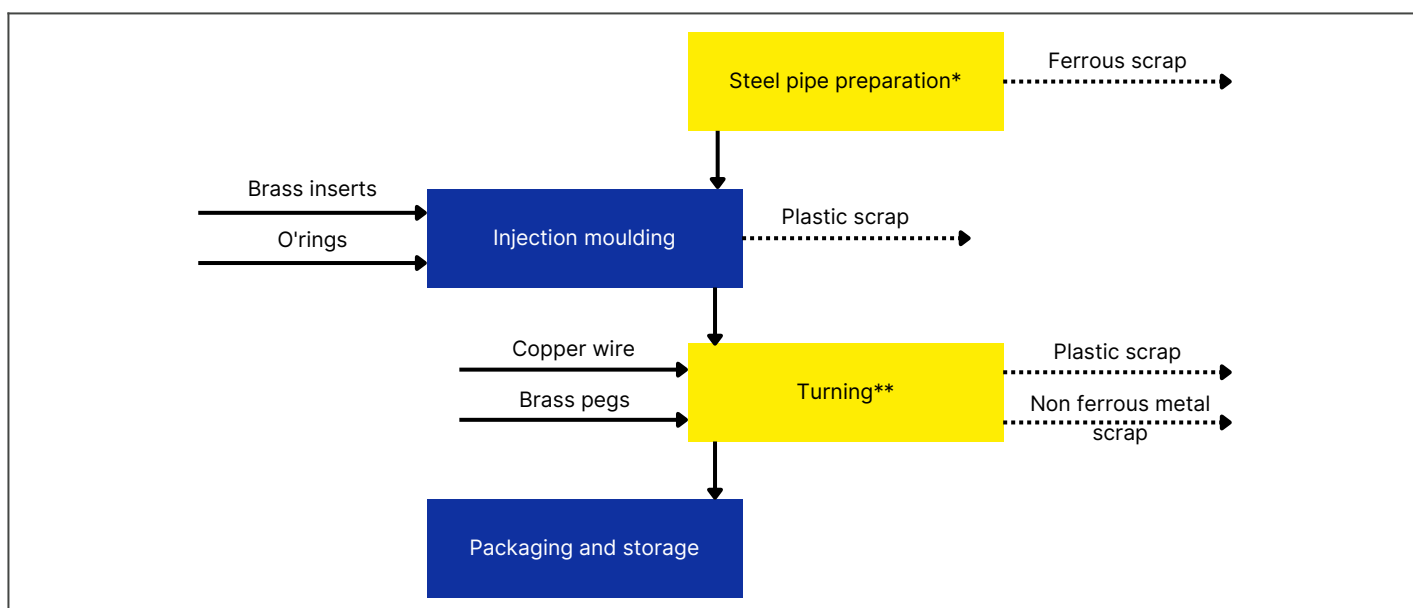 Ferrous scrap
Steel pipe preparation*
Brass inserts
Plastic scrap
Injection moulding
O'rings
Copper wire
Plastic scrap
Turning**
Brass pegs
Non ferrous metal
scrap
Packaging and storage